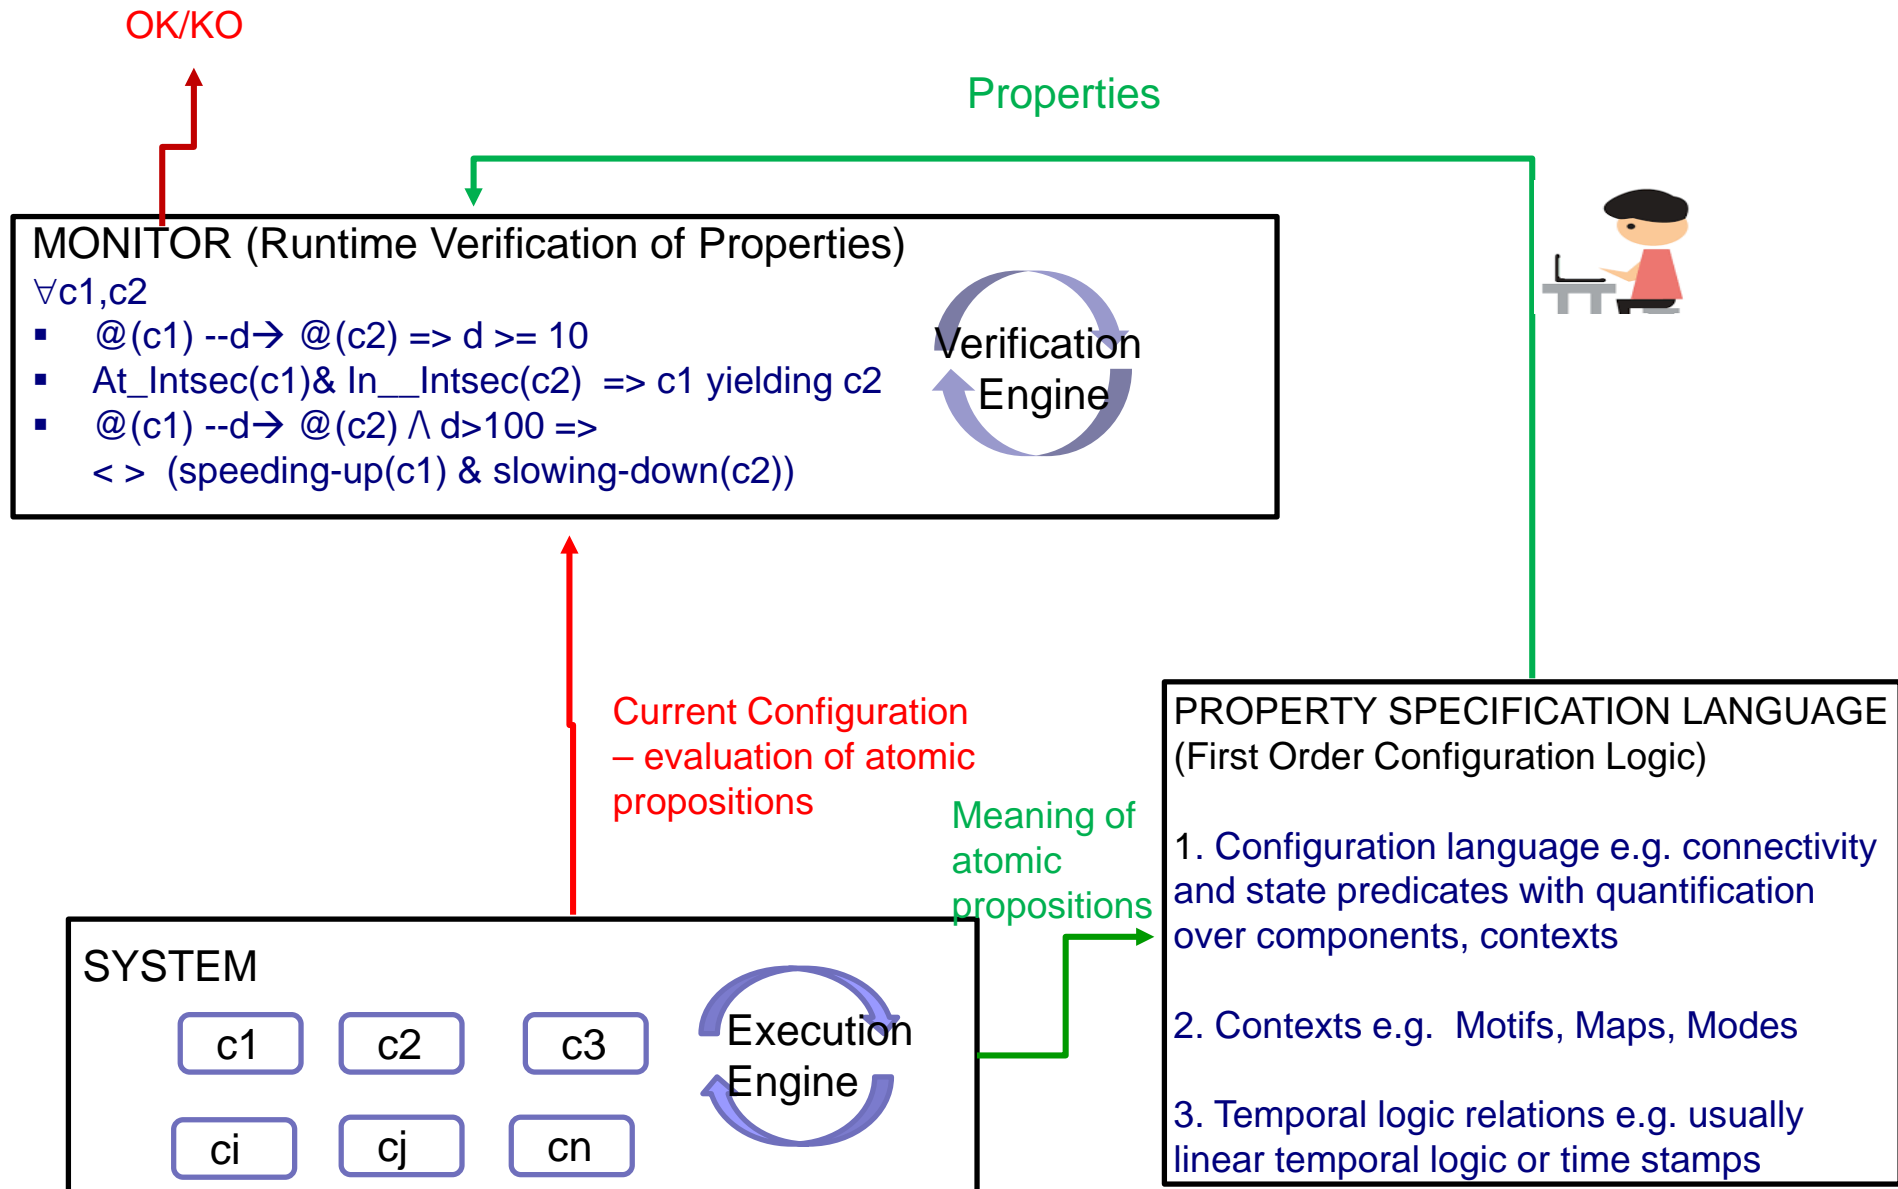 OK/KO
Properties
MONITOR (Runtime Verification of Properties)
∀c1,c2
▪ @(c1) --d→ @(c2) => d >= 10
▪ At_Intsec(c1)& In__Intsec(c2) => c1 yielding c2
▪ @(c1) --d→ @(c2) /\ d>100 =>
< > (speeding-up(c1) & slowing-down(c2))
Verification
Engine
Current Configuration
– evaluation of atomic
propositions
Meaning of
atomic
propositions
PROPERTY SPECIFICATION LANGUAGE
(First Order Configuration Logic)
1. Configuration language e.g. connectivity
and state predicates with quantification
over components, contexts
2. Contexts e.g. Motifs, Maps, Modes
3. Temporal logic relations e.g. usually
linear temporal logic or time stamps
SYSTEM
c1 c2 c3
ci cj cn
Execution
Engine